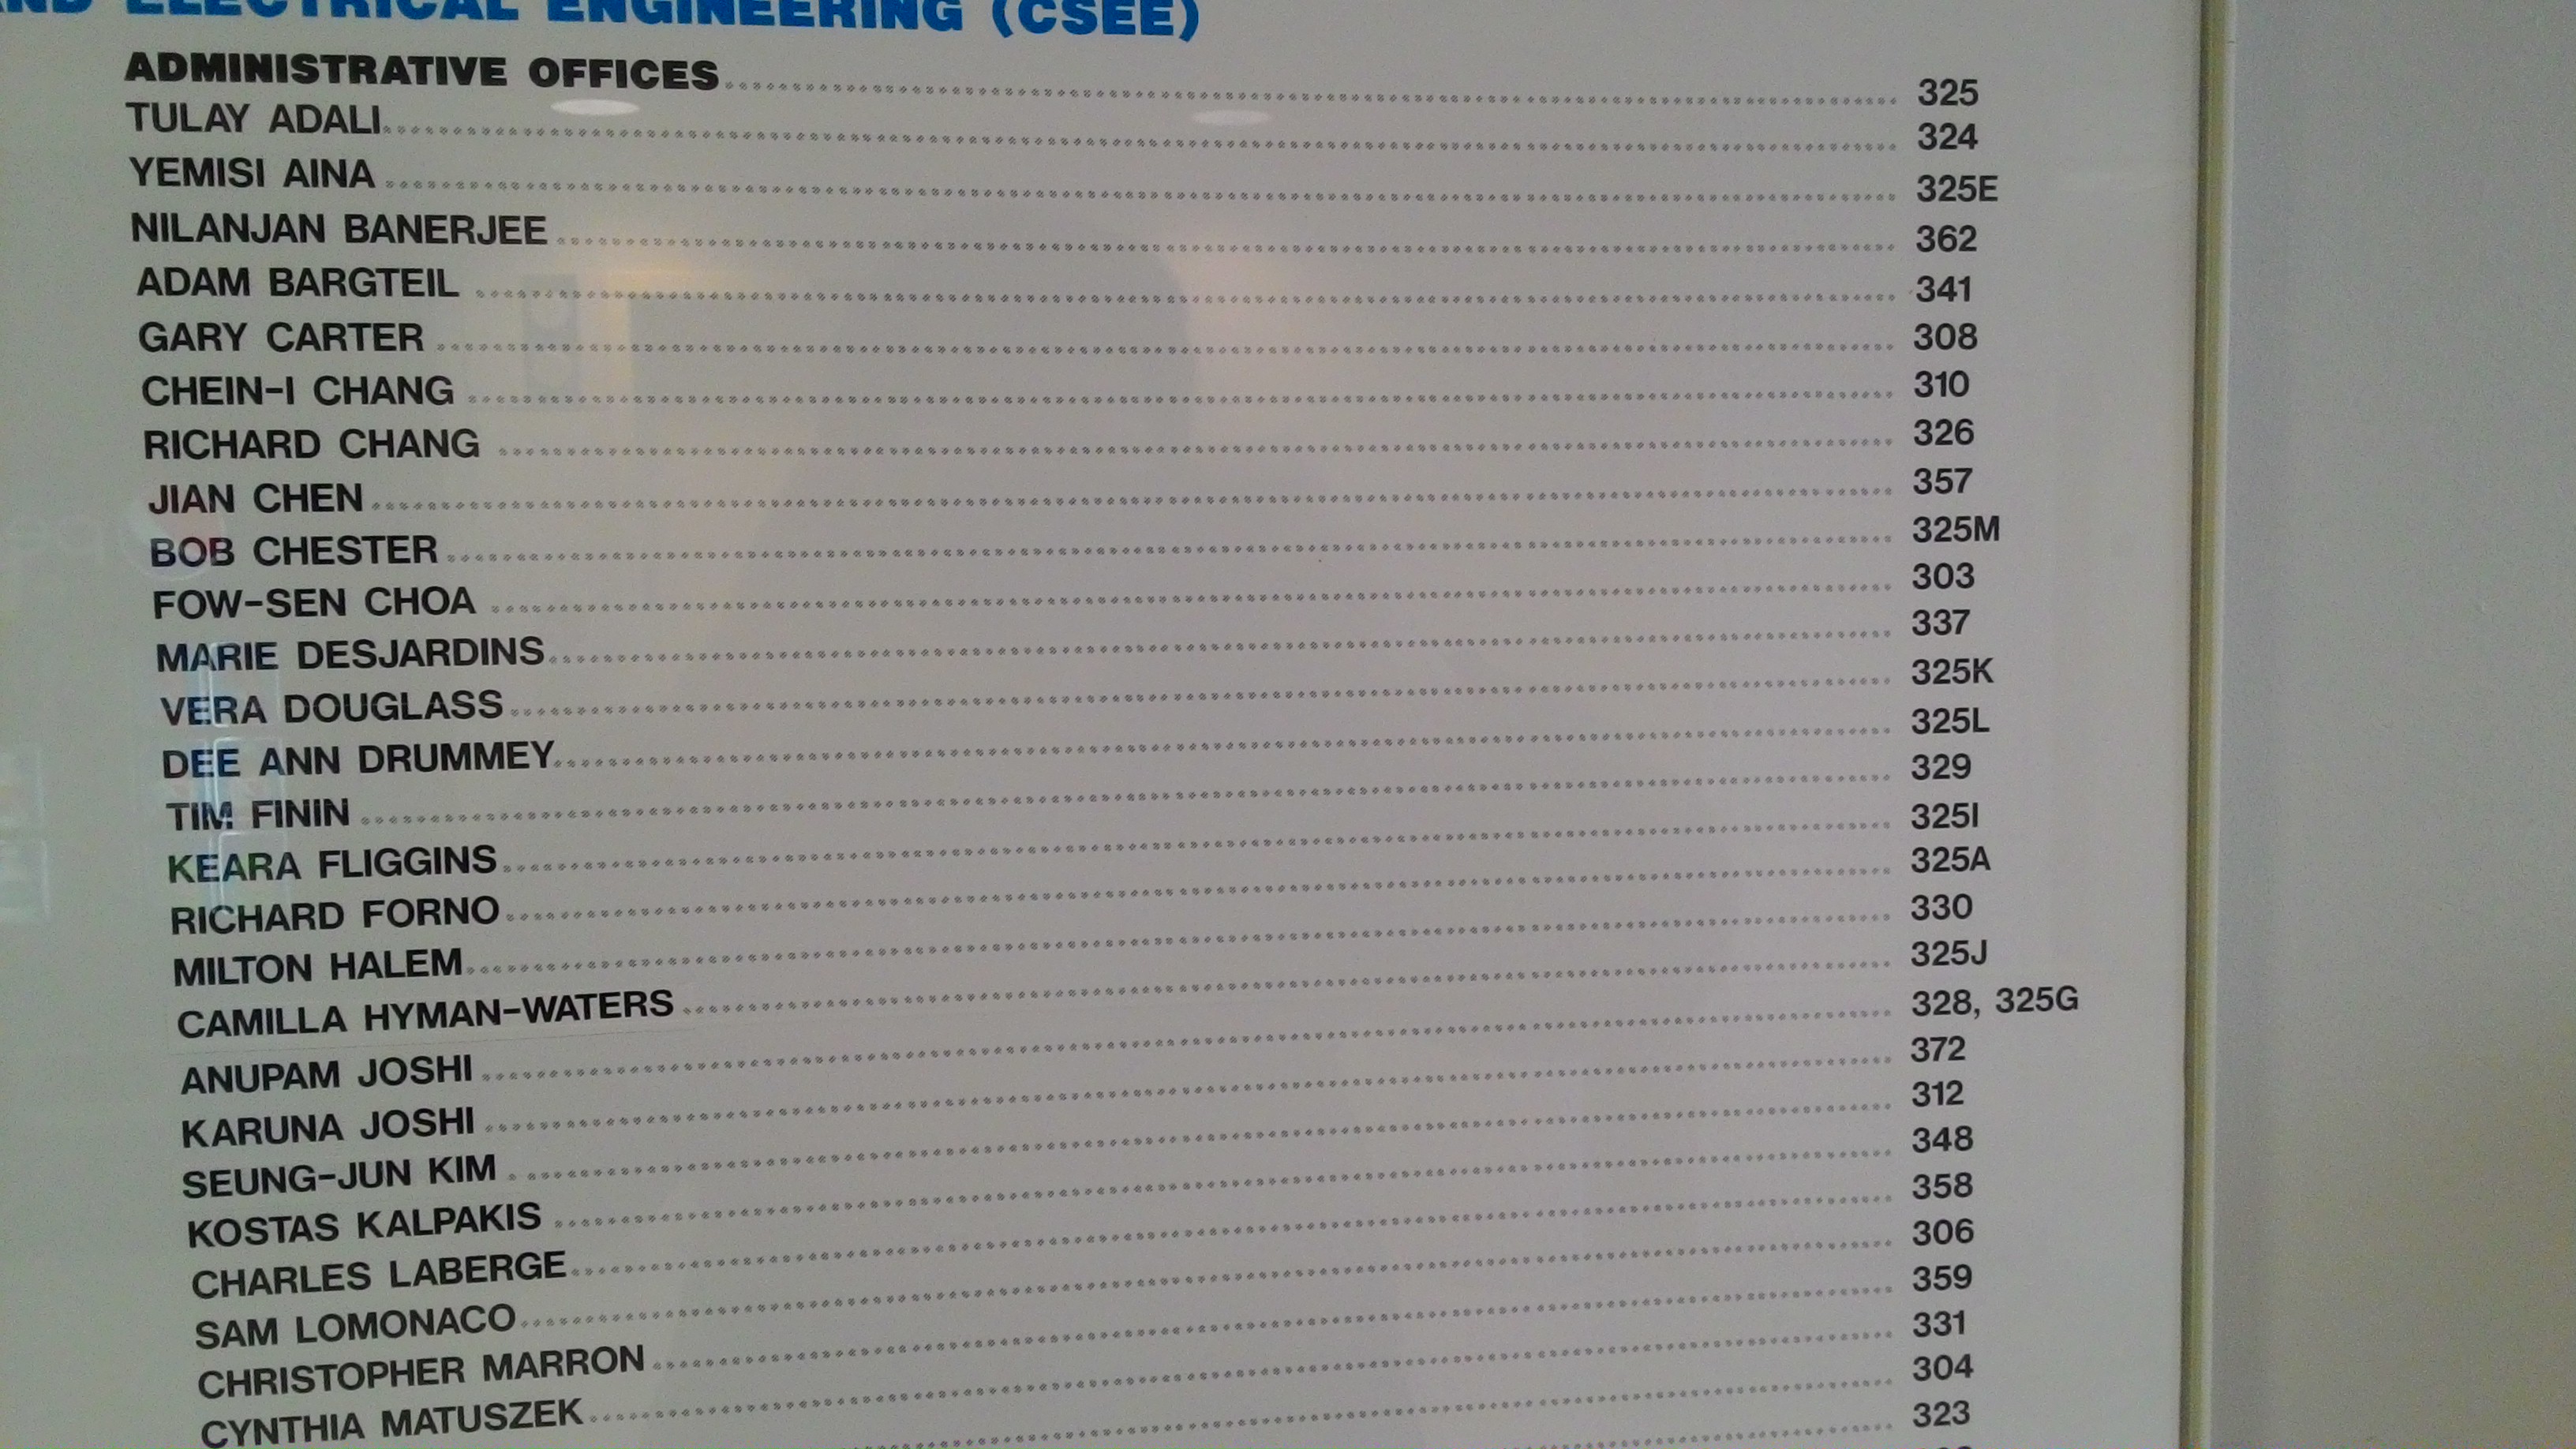 AND ELECTRICAL ENGINEERING (CSEE)
ADMINISTRATIVE OFFICES 325
TULAY ADALI 324
YEMISI AINA 325E
NILANJAN BANERJEE 362
ADAM BARGTEIL 341
GARY CARTER 308
CHEIN-I CHANG 310
RICHARD CHANG 326
JIAN CHEN 357
BOB CHESTER 325M
FOW-SEN CHOA 303
MARIE DESJARDINS 337
VERA DOUGLASS 325K
DEE ANN DRUMMEY 325L
TIM FININ 329
KEARA FLIGGINS 325I
RICHARD FORNO 325A
MILTON HALEM 330
CAMILLA HYMAN-WATERS 325J
ANUPAM JOSHI 328, 325G
KARUNA JOSHI 372
SEUNG-JUN KIM 312
KOSTAS KALPAKIS 348
CHARLES LABERGE 358
SAM LOMONACO 306
CHRISTOPHER MARRON 359
CYNTHIA MATUSZEK 331
304
323